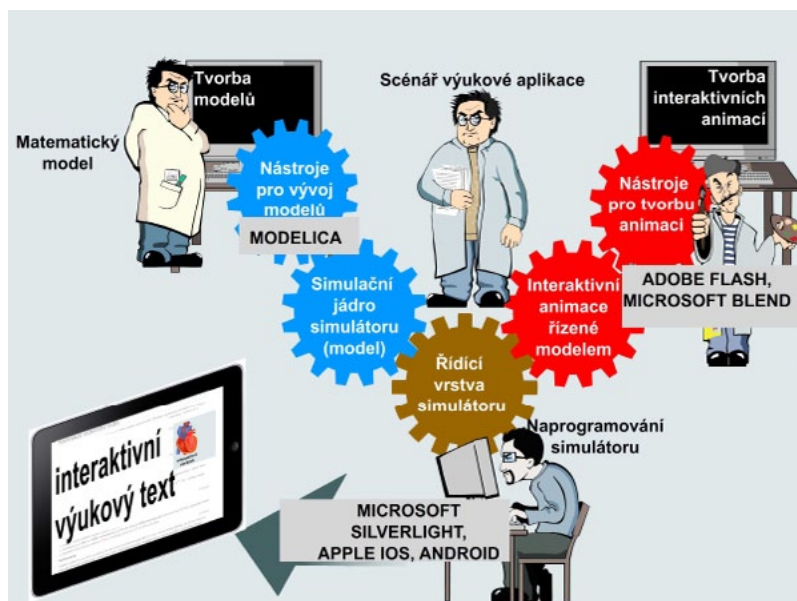 Tvorba
modelů
Matematický
model
Nástroje
pro vývoj
modelů
MODELICA
Simulační
jádro
simulátoru
(model)
Scénář výukové aplikace
Tvorba
interaktivních
animací
Nástroje
pro tvorbu
animaci
ADOBE FLASH,
MICROSOFT BLEND
Interaktivní
animace
řízené
modelem
Řídící
vrstva
simulátoru
Naprogramování
simulátoru
MICROSOFT
SILVERLIGHT,
APPLE IOS, ANDROID
interaktivní
výukový text